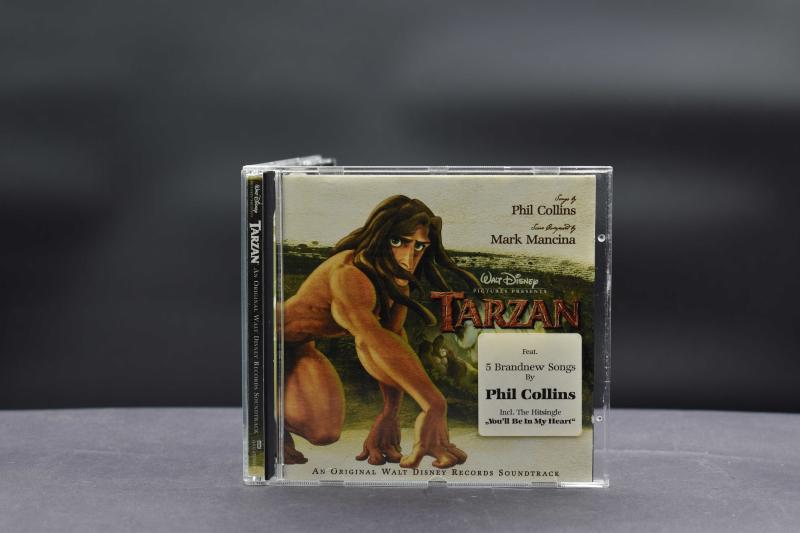 Walt Disney
TARZAN AN ORIGINAL WALT DISNEY RECORDS SOUNDTRACK
Songs by
Phil Collins
Score Composed by
Mark Mancina
WALT DISNEY
PICTURES PRESENTS
TARZAN
Feat.
5 Brandnew Songs
By
Phil Collins
Incl. The Hitsingle
„You'll Be In My Heart“
AN ORIGINAL WALT DISNEY RECORDS SOUNDTRACK